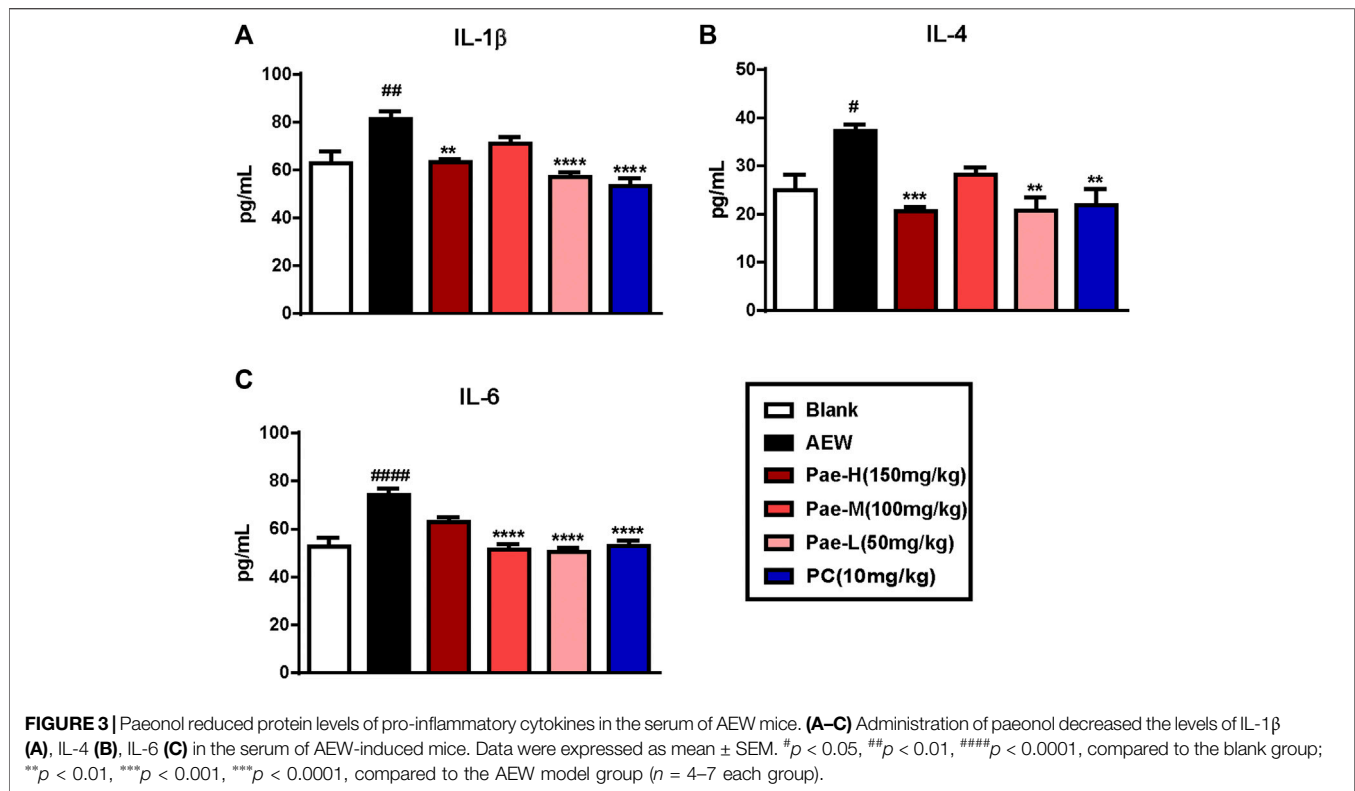 A
IL-1β
##
**
****
****
pg/mL
100
80
60
40
20
0
B
IL-4
#
***
**
**
pg/mL
50
40
30
20
10
0
C
IL-6
####
****
****
****
pg/mL
100
80
60
40
20
0
Blank
AEW
Pae-H(150mg/kg)
Pae-M(100mg/kg)
Pae-L(50mg/kg)
PC(10mg/kg)
FIGURE 3 | Paeonol reduced protein levels of pro-inflammatory cytokines in the serum of AEW mice. (A–C) Administration of paeonol decreased the levels of IL-1β
(A), IL-4 (B), IL-6 (C) in the serum of AEW-induced mice. Data were expressed as mean ± SEM. #p < 0.05, ##p < 0.01, ####p < 0.0001, compared to the blank group;
**p < 0.01, ***p < 0.001, ***p < 0.0001, compared to the AEW model group (n = 4–7 each group).